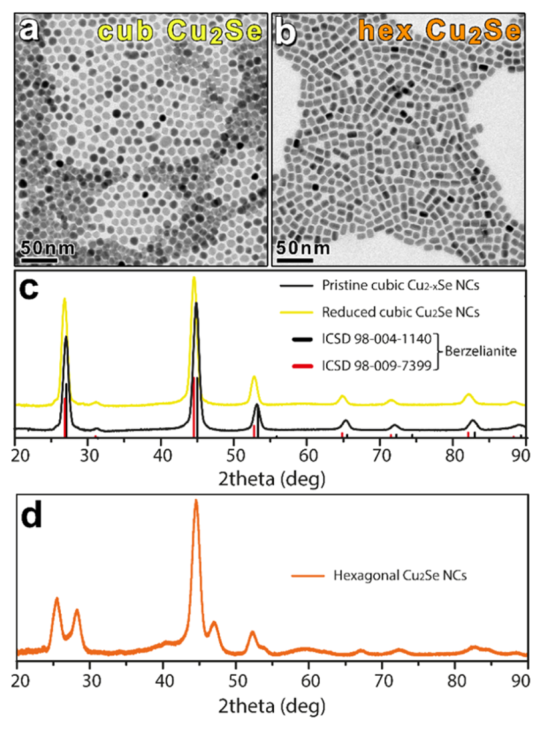 a cub Cu₂Se
50nm
b hex Cu₂Se
50nm
c
Pristine cubic Cu₂₋ₓSe NCs
Reduced cubic Cu₂Se NCs
ICSD 98-004-1140
ICSD 98-009-7399
Berzelianite
20 30 40 50 60 70 80 90
2theta (deg)
d
Hexagonal Cu₂Se NCs
20 30 40 50 60 70 80 90
2theta (deg)